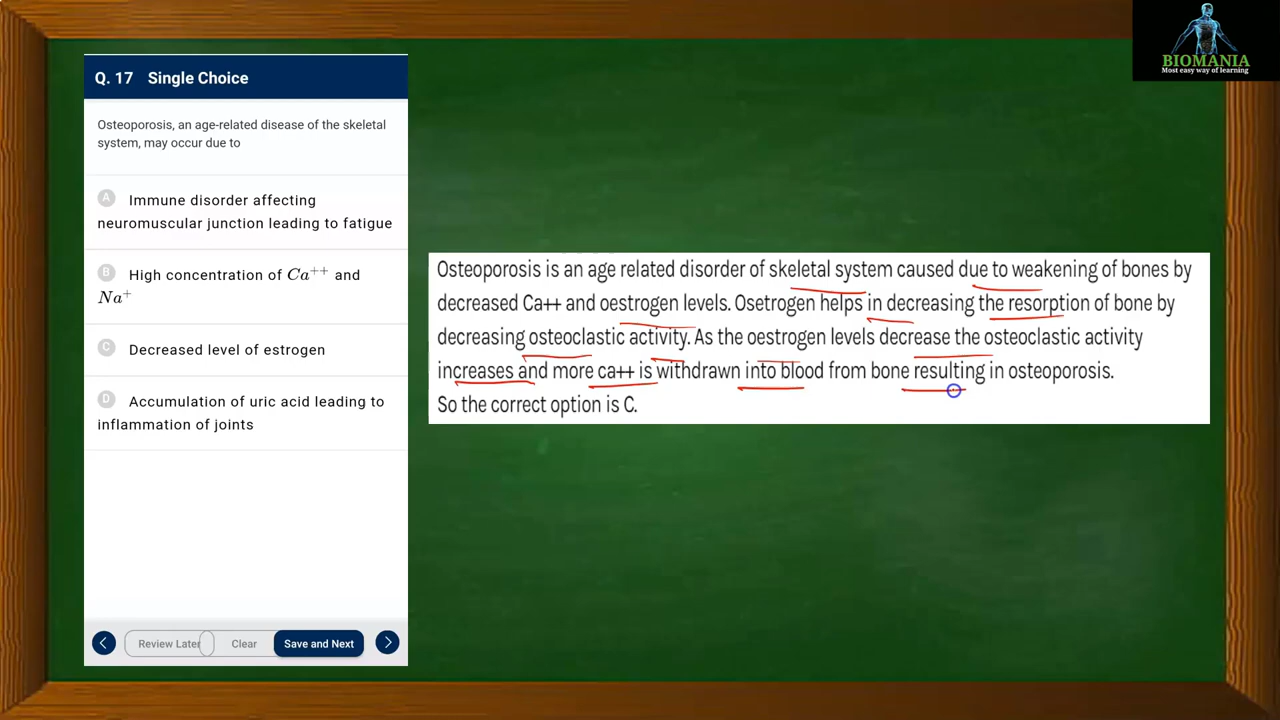 BIOMANIA
Most easy way of learning
Q. 17 Single Choice
Osteoporosis, an age-related disease of the skeletal
system, may occur due to
A Immune disorder affecting
neuromuscular junction leading to fatigue
B High concentration of Ca++ and
Na+
C Decreased level of estrogen
D Accumulation of uric acid leading to
inflammation of joints
Review Later Clear Save and Next
Osteoporosis is an age related disorder of skeletal system caused due to weakening of bones by
decreased Ca++ and oestrogen levels. Osetrogen helps in decreasing the resorption of bone by
decreasing osteoclastic activity. As the oestrogen levels decrease the osteoclastic activity
increases and more ca++ is withdrawn into blood from bone resulting in osteoporosis.
So the correct option is C.